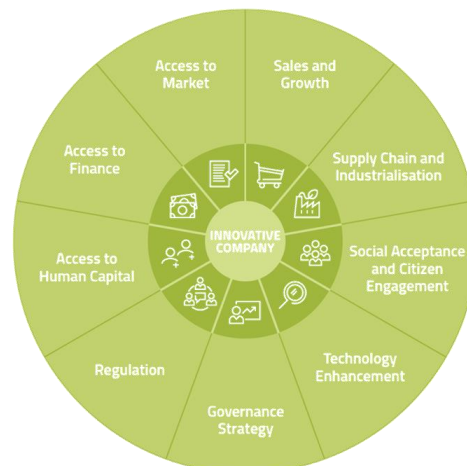 Access to
Market
Sales and
Growth
Access to
Finance
Supply Chain and
Industrialisation
INNOVATIVE
COMPANY
Access to
Human Capital
Social Acceptance
and Citizen
Engagement
Regulation
Technology
Enhancement
Governance
Strategy